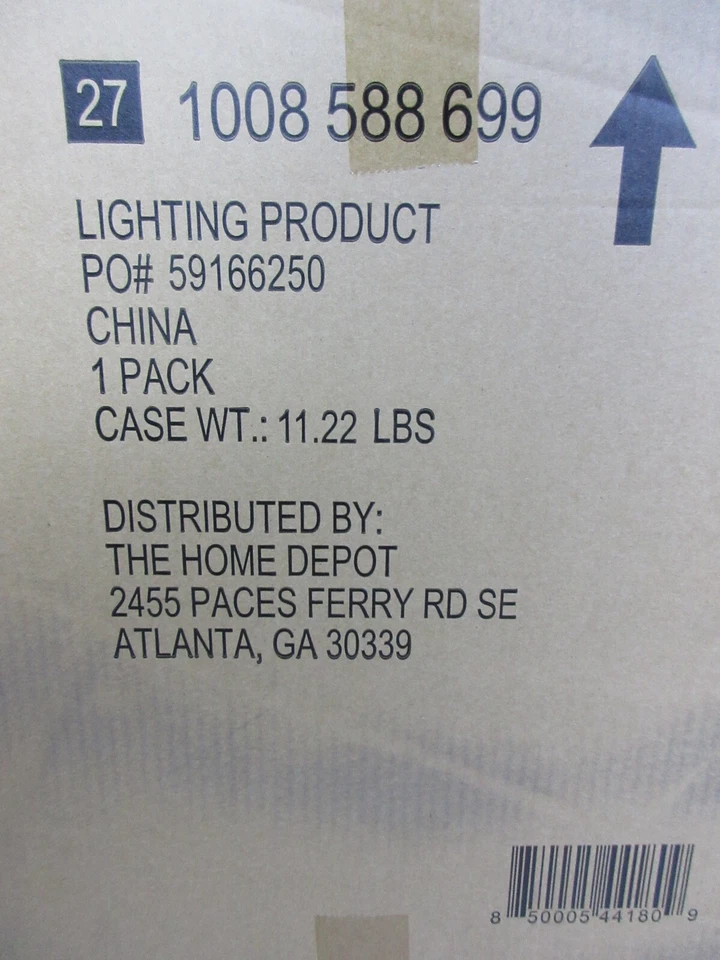 27 1008 588 699
LIGHTING PRODUCT
PO# 59166250
CHINA
1 PACK
CASE WT.: 11.22 LBS
DISTRIBUTED BY:
THE HOME DEPOT
2455 PACES FERRY RD SE
ATLANTA, GA 30339
8 50005 44180 9